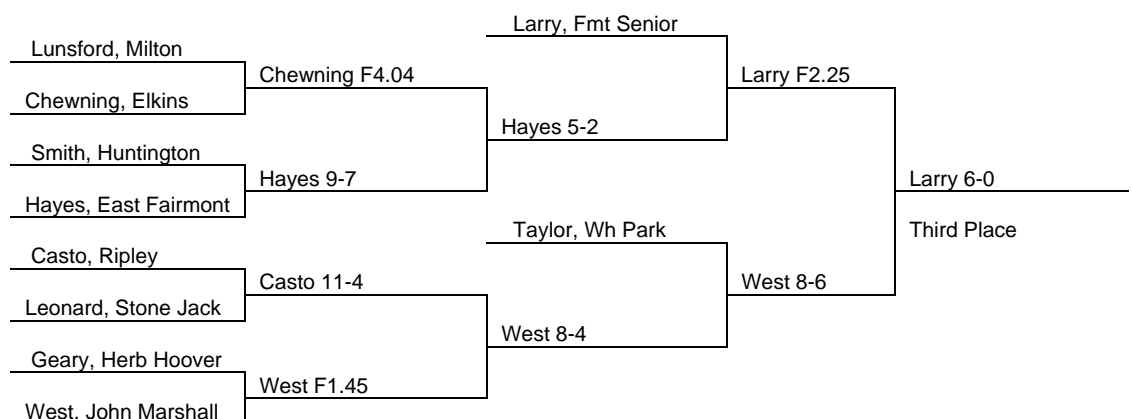 Larry, Fmt Senior
Lunsford, Milton
Chewning F4.04
Larry F2.25
Chewning, Elkins
Hayes 5-2
Smith, Huntington
Hayes 9-7
Larry 6-0
Hayes, East Fairmont
Taylor, Wh Park
Third Place
Casto, Ripley
Casto 11-4
West 8-6
Leonard, Stone Jack
West 8-4
Geary, Herb Hoover
West F1.45
West, John Marshall